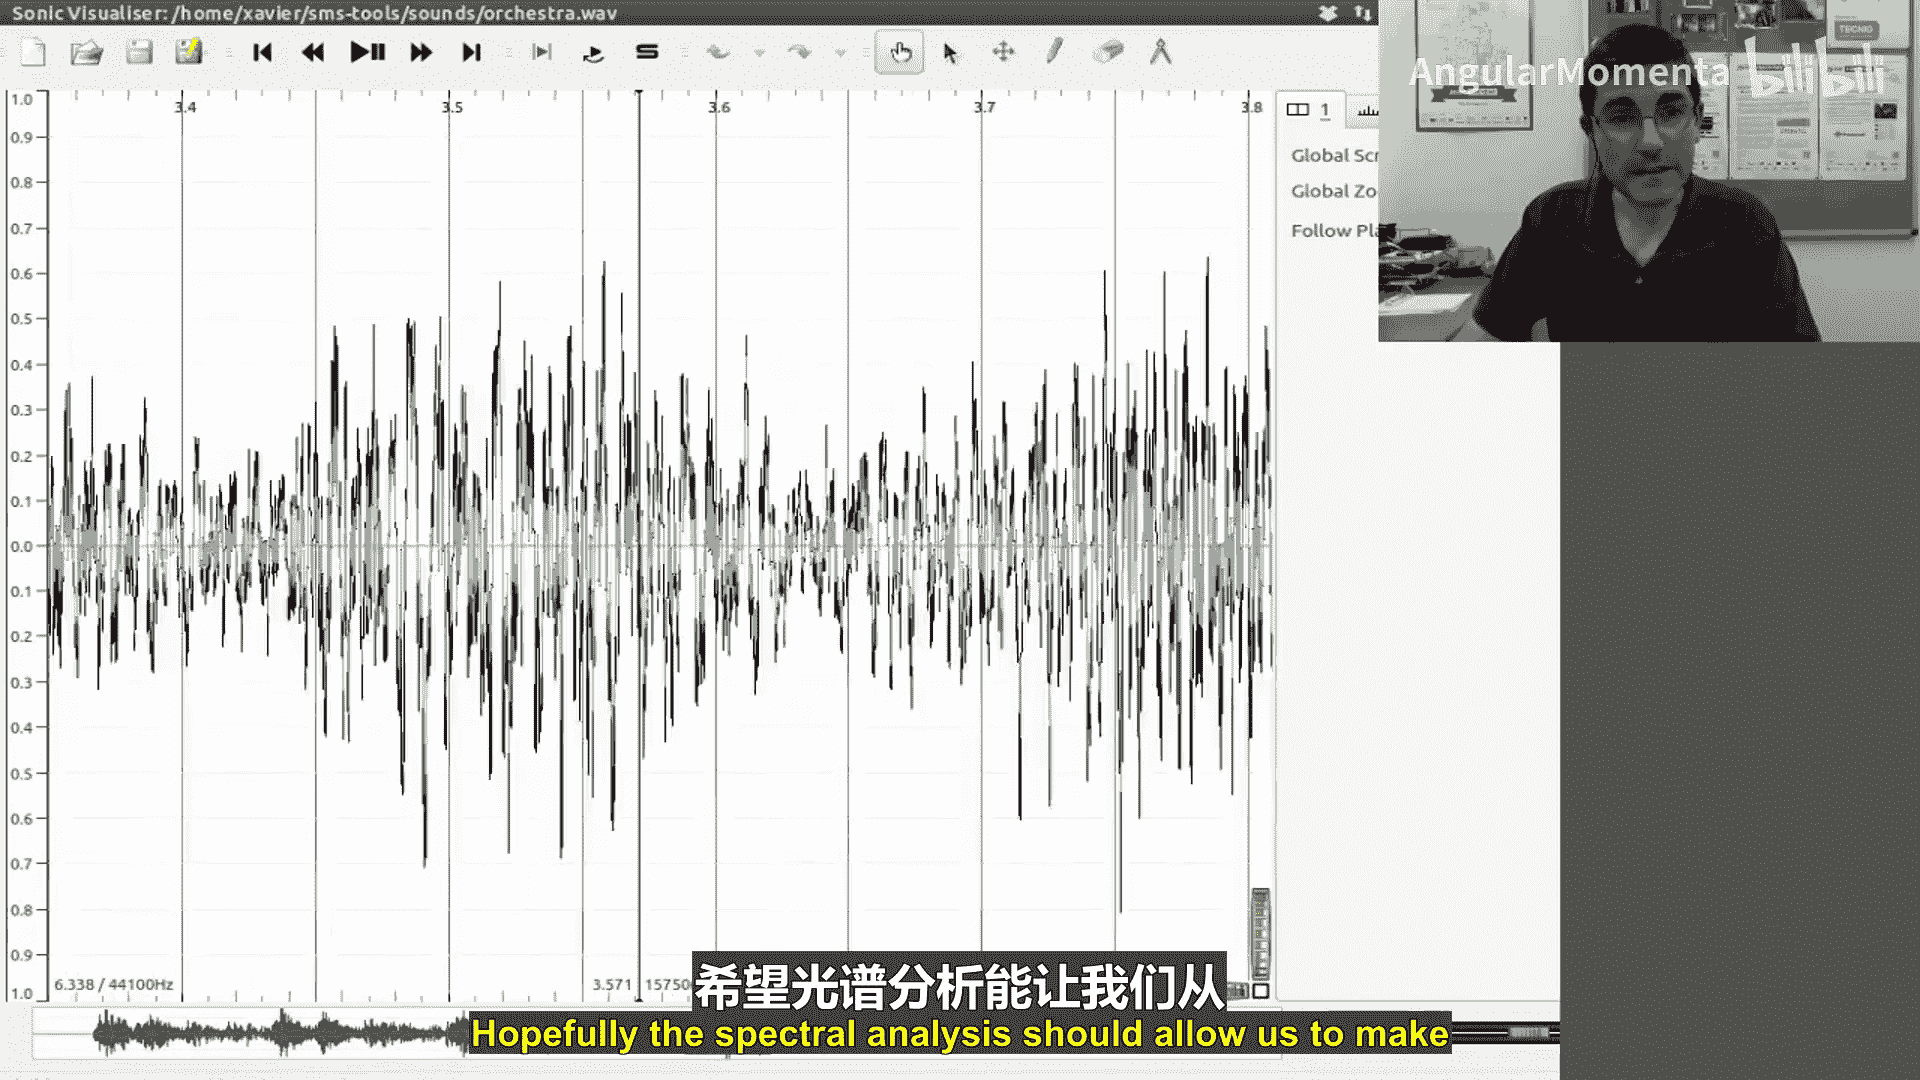 Sonic Visualiser: /home/xavier/sms-tools/sounds/orchestra.wav
AngularMomenta bilibili
TECNIO
1.0
3.4 3.5 3.6 3.7 3.8
1
0.9
Global Scr
0.8
Global Zo
0.7
Follow Pla
0.6
0.5
0.4
0.3
0.2
0.1
0.0
0.1
0.2
0.3
0.4
0.5
0.6
0.7
0.8
0.9
1.0
6.338 / 44100Hz
3.571 15750
希望光谱分析能让我们从
Hopefully the spectral analysis should allow us to make